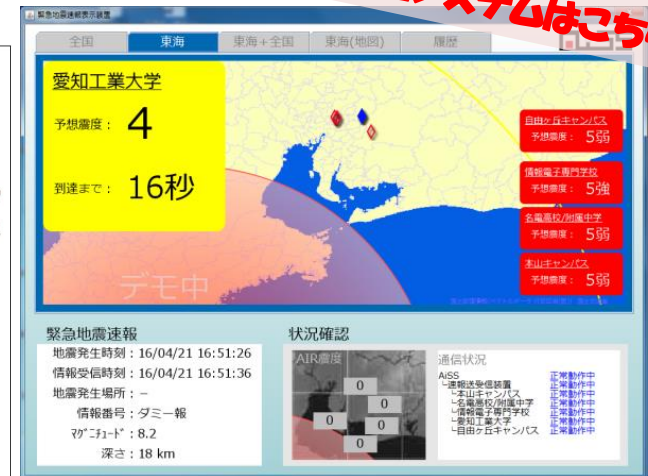 システムはこち
緊急地震速報表示装置
全国
東海
東海+全国
東海(地図)
履歴
愛知工業大学
予想震度： 4
到達まで： 16秒
自由ヶ丘キャンパス
予想震度： 5弱
情報電子専門学校
予想震度： 5強
名電高校/附属中学
予想震度： 5弱
本山キャンパス
予想震度： 5弱
デモ中
緊急地震速報
地震発生時刻：16/04/21 16:51:26
情報受信時刻：16/04/21 16:51:36
地震発生場所：−
情報番号：ダミー報
ﾏｸﾞﾆﾁｭｰﾄﾞ：8.2
深さ：18 km
状況確認
AIR震度
0
0
0
0
0
通信状況
AiSS 正常動作中
└速報送受信装置 正常動作中
└本山キャンパス 正常動作中
└名電高校/附属中学 正常動作中
└情報電子専門学校 正常動作中
└愛知工業大学 正常動作中
└自由ヶ丘キャンパス 正常動作中